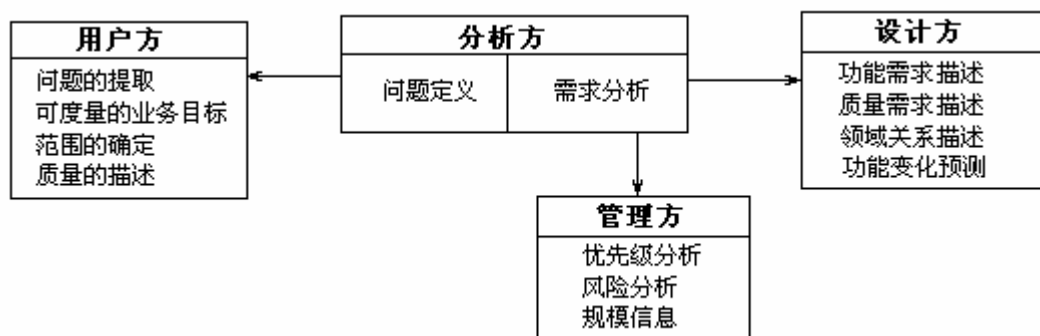 用户方
问题的提取
可度量的业务目标
范围的确定
质量的描述
分析方
问题定义
需求分析
设计方
功能需求描述
质量需求描述
领域关系描述
功能变化预测
管理方
优先级分析
风险分析
规模信息